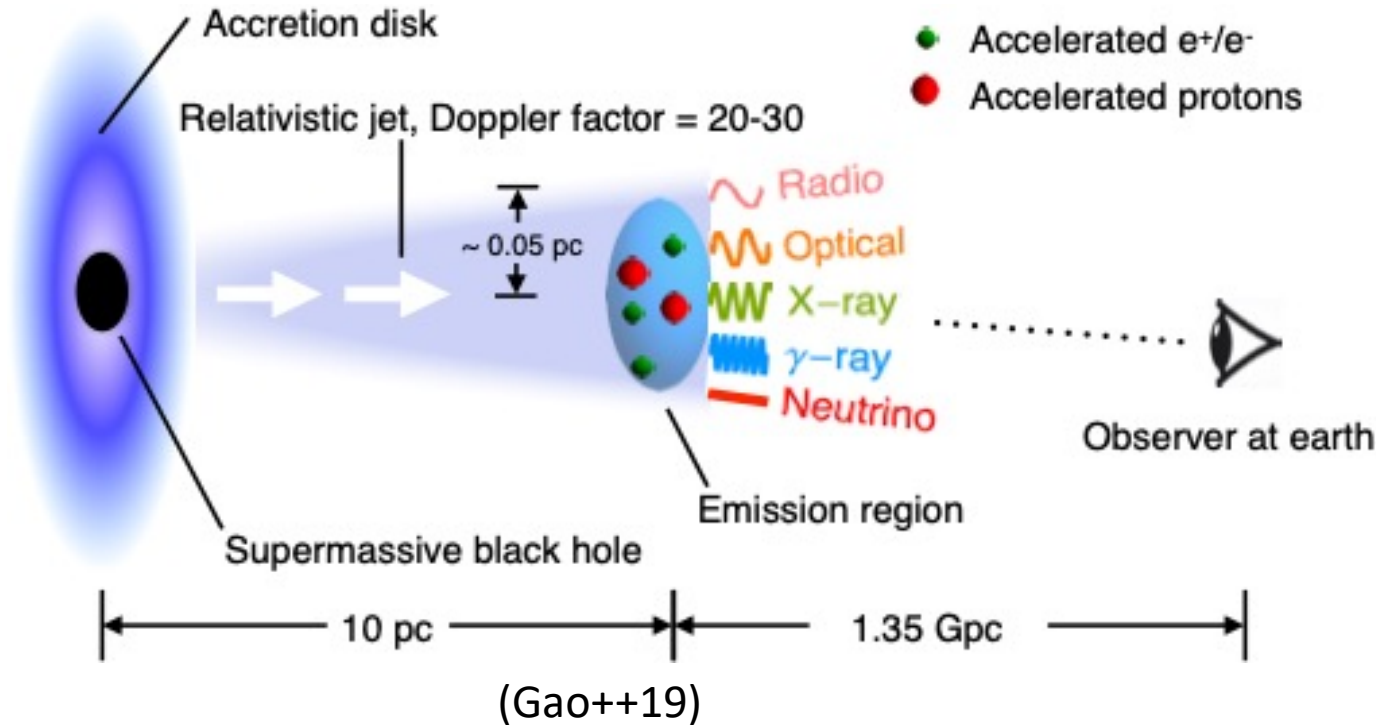 Accretion disk
Accelerated e+/e-
Accelerated protons
Relativistic jet, Doppler factor = 20-30
~ 0.05 pc
Radio
Optical
X–ray
γ–ray
Neutrino
Observer at earth
Emission region
Supermassive black hole
10 pc
1.35 Gpc
(Gao++19)